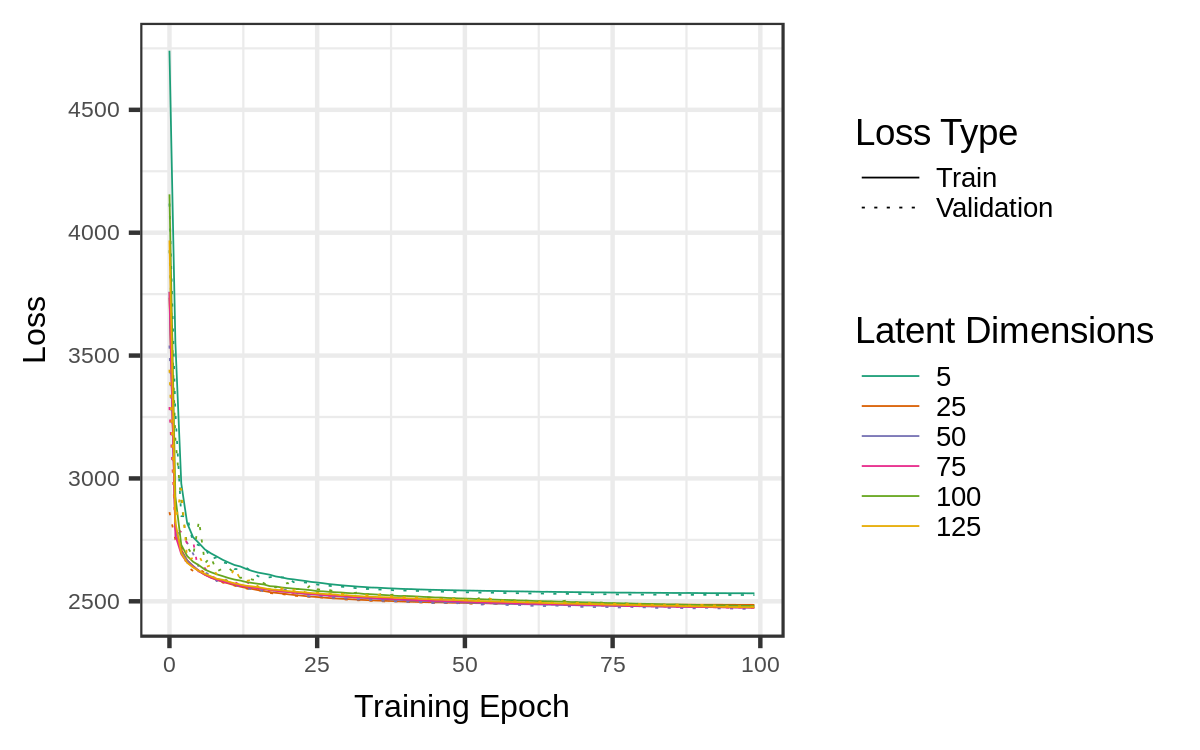 4500
4000
3500
3000
2500
0 25 50 75 100
Training Epoch
Loss
Loss Type
Train
Validation
Latent Dimensions
5
25
50
75
100
125